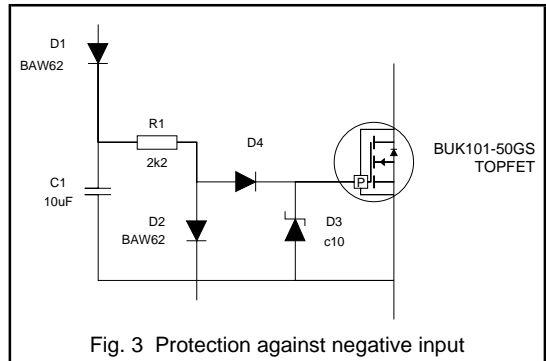 D1
BAW62
R1
2k2
D4
BUK101-50GS
TOPFET
P
C1
10uF
D2
BAW62
D3
c10
Fig. 3 Protection against negative input